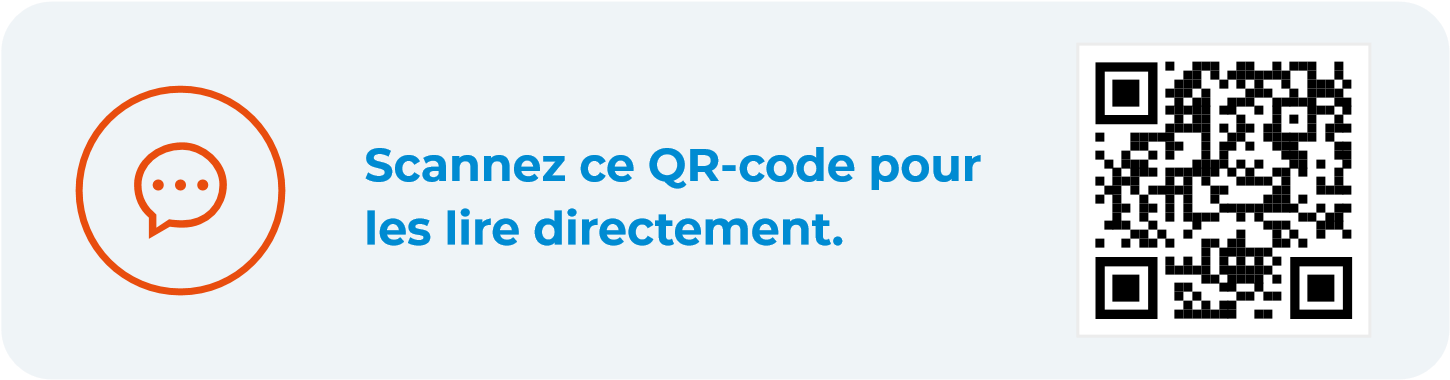 Scannez ce QR-code pour
les lire directement.